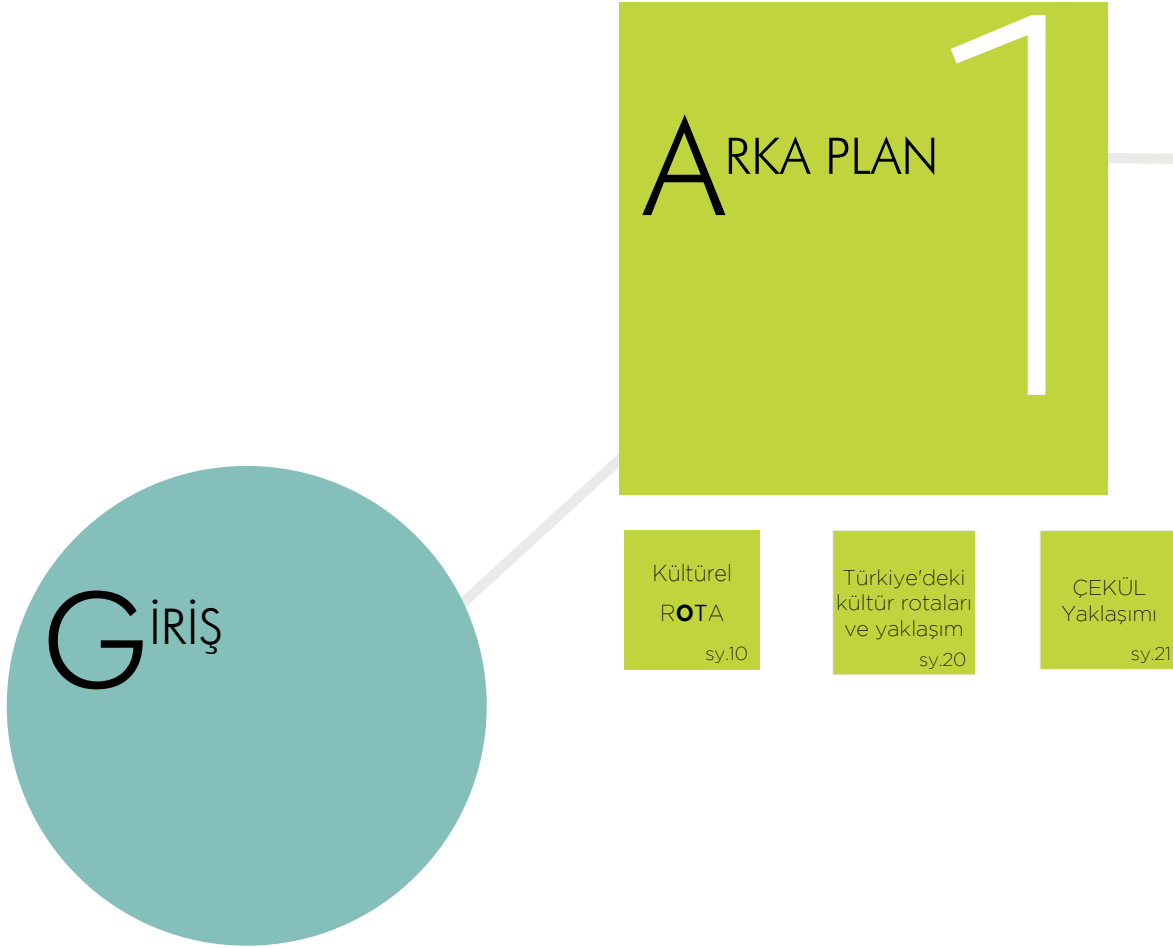 GİRİŞ
1
ARKA PLAN
Kültürel
ROTA
sy.10
Türkiye'deki
kültür rotaları
ve yaklaşım
sy.20
ÇEKÜL
Yaklaşımı
sy.21